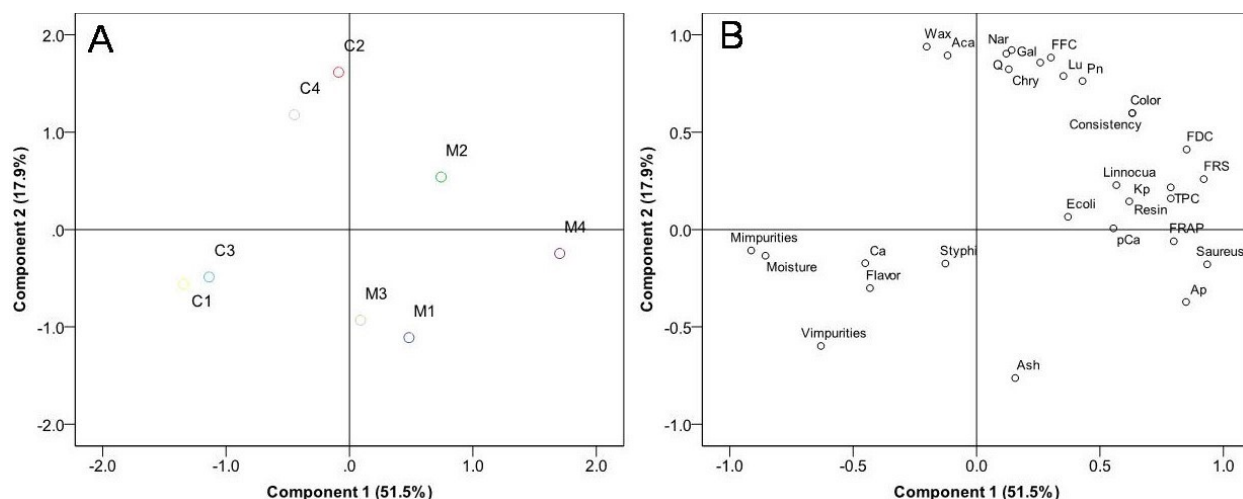 A
2.0
1.0
.0
-1.0
-2.0
Component 2 (17.9%)
C2
C4
M2
M4
C3
C1
M3
M1
-2.0
-1.0
.0
1.0
2.0
Component 1 (51.5%)
B
1.0
0.5
0.0
-0.5
-1.0
Component 2 (17.9%)
Wax
Aca
Nar
Gal
FFC
Q
Chry
Lu
Pn
Color
Consistency
FDC
FRS
Linnocua
Kp
TPC
Ecoli
Resin
pCa
FRAP
Saureus
Ap
Mimpurities
Moisture
Ca
Flavor
Styphi
Vimpurities
Ash
-1.0
-0.5
0.0
0.5
1.0
Component 1 (51.5%)